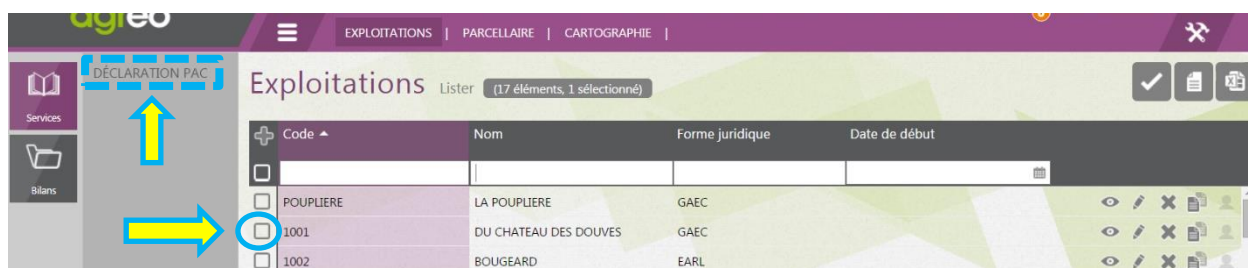 agreo
EXPLOITATIONS | PARCELLAIRE | CARTOGRAPHIE |
DÉCLARATION PAC
Services
Bilans
Exploitations Lister (17 éléments, 1 sélectionné)
Code Nom Forme juridique Date de début
POUPLIERE LA POUPLIERE GAEC
1001 DU CHATEAU DES DOUVES GAEC
1002 BOUGEARD EARL